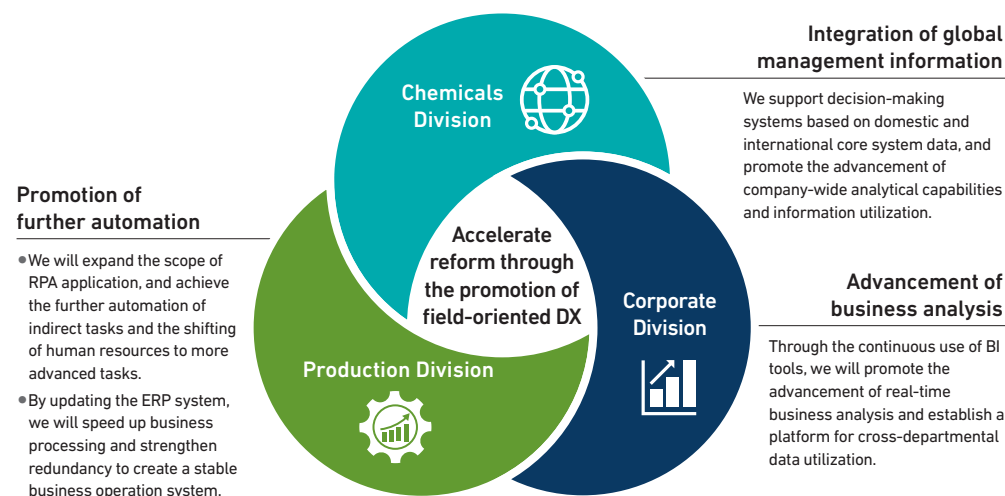 Chemicals
Division
Integration of global
management information
We support decision-making
systems based on domestic and
international core system data, and
promote the advancement of
company-wide analytical capabilities
and information utilization.
Promotion of
further automation
●We will expand the scope of
RPA application, and achieve
the further automation of
indirect tasks and the shifting
of human resources to more
advanced tasks.
●By updating the ERP system,
we will speed up business
processing and strengthen
redundancy to create a stable
business operation system.
Accelerate
reform through
the promotion of
field-oriented DX
Corporate
Division
Production Division
Advancement of
business analysis
Through the continuous use of BI
tools, we will promote the
advancement of real-time
business analysis and establish a
platform for cross-departmental
data utilization.